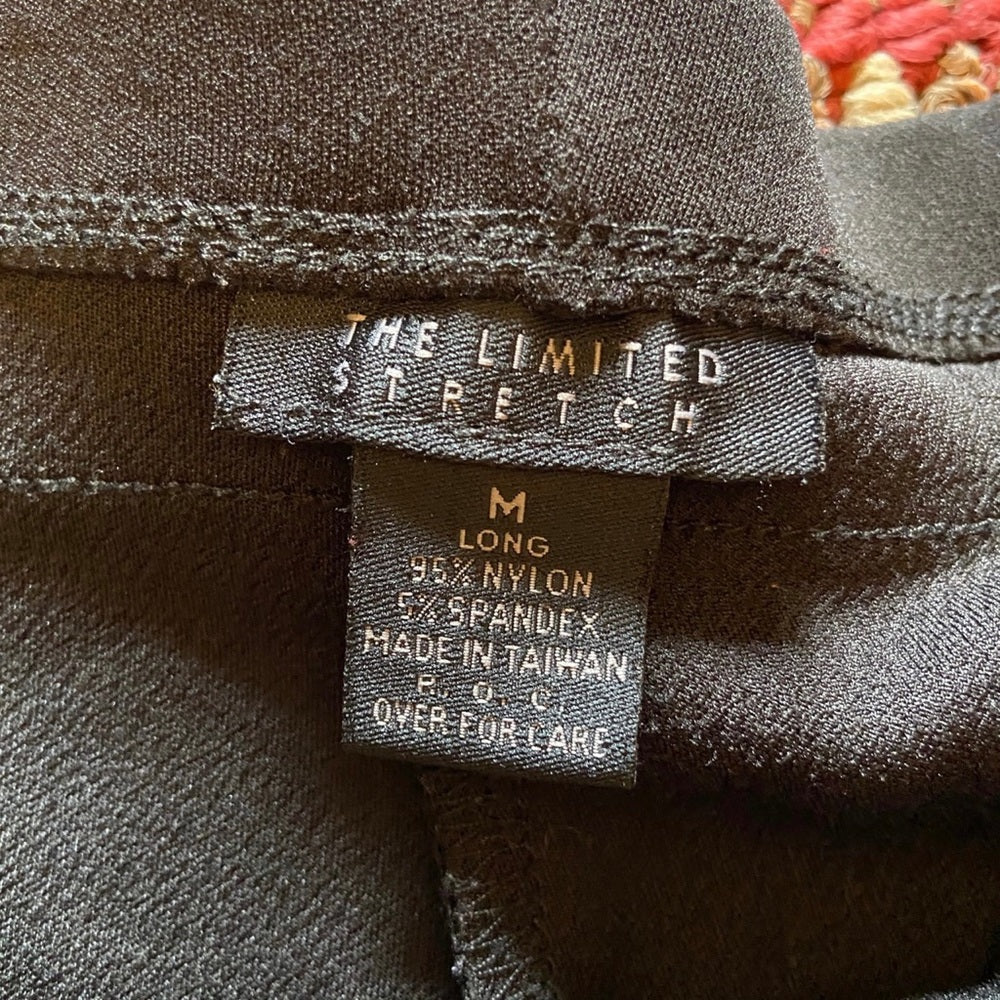 THE LIMITED
STRETCH
M
LONG
95% NYLON
5% SPANDEX
MADE IN TAIWAN
R. O. C.
OVER FOR CARE